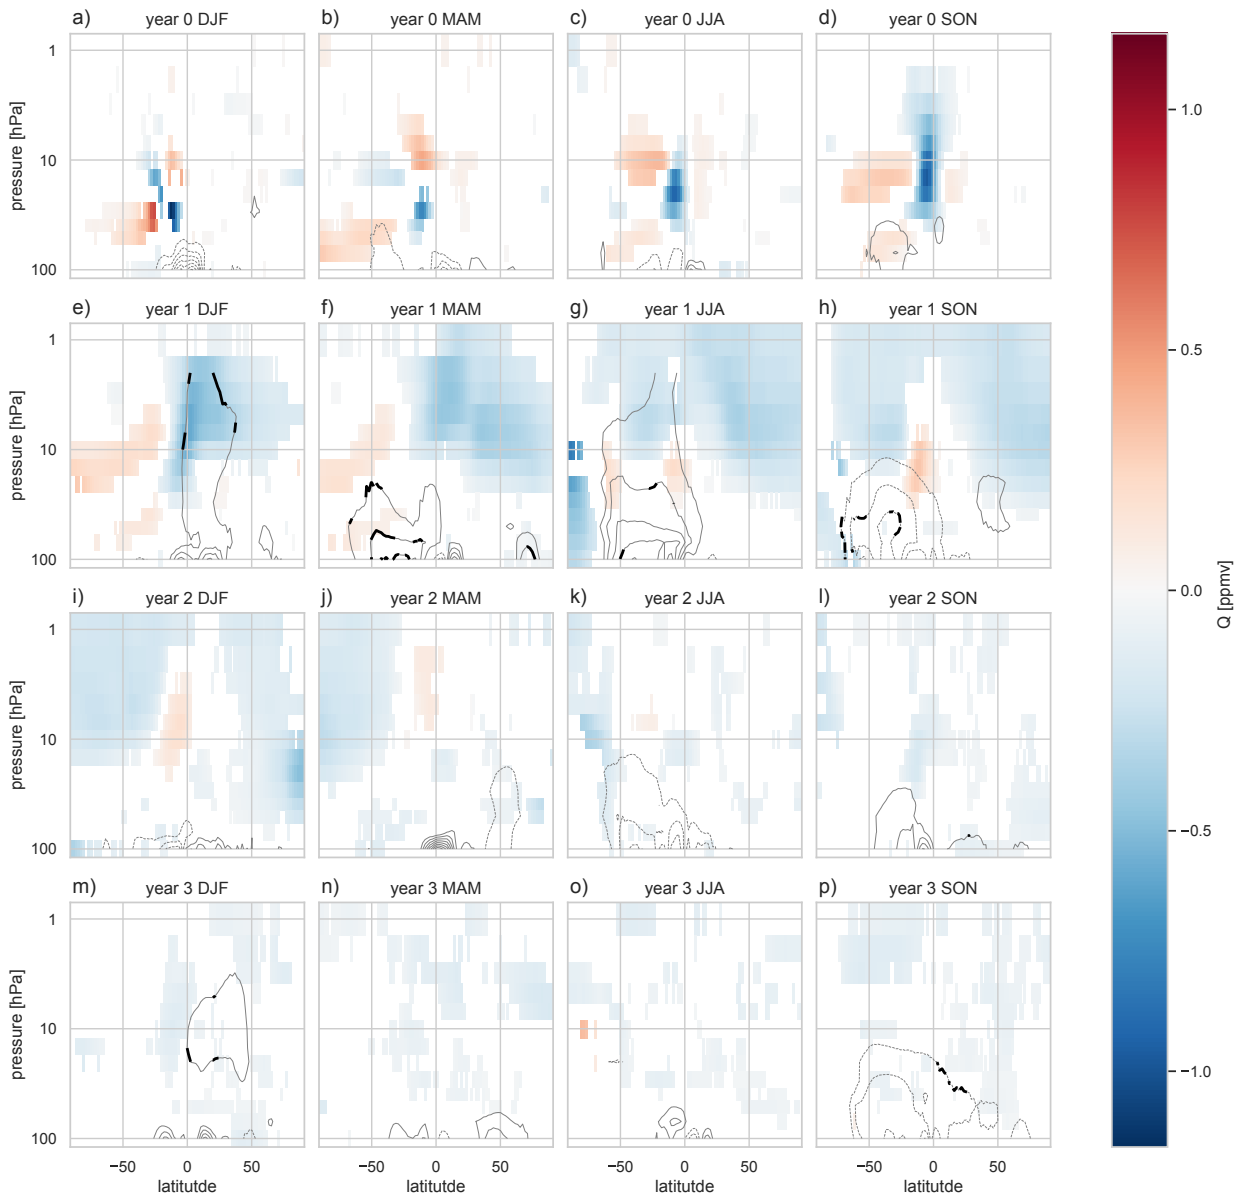 a) year 0 DJF
b) year 0 MAM
c) year 0 JJA
d) year 0 SON
pressure [hPa]
1
10
100
e) year 1 DJF
f) year 1 MAM
g) year 1 JJA
h) year 1 SON
pressure [hPa]
1
10
100
i) year 2 DJF
j) year 2 MAM
k) year 2 JJA
l) year 2 SON
pressure [hPa]
1
10
100
m) year 3 DJF
n) year 3 MAM
o) year 3 JJA
p) year 3 SON
pressure [hPa]
1
10
100
−50 0 50
−50 0 50
−50 0 50
−50 0 50
latitutde
latitutde
latitutde
latitutde
1.0
0.5
0.0
−0.5
−1.0
Q [ppmv]